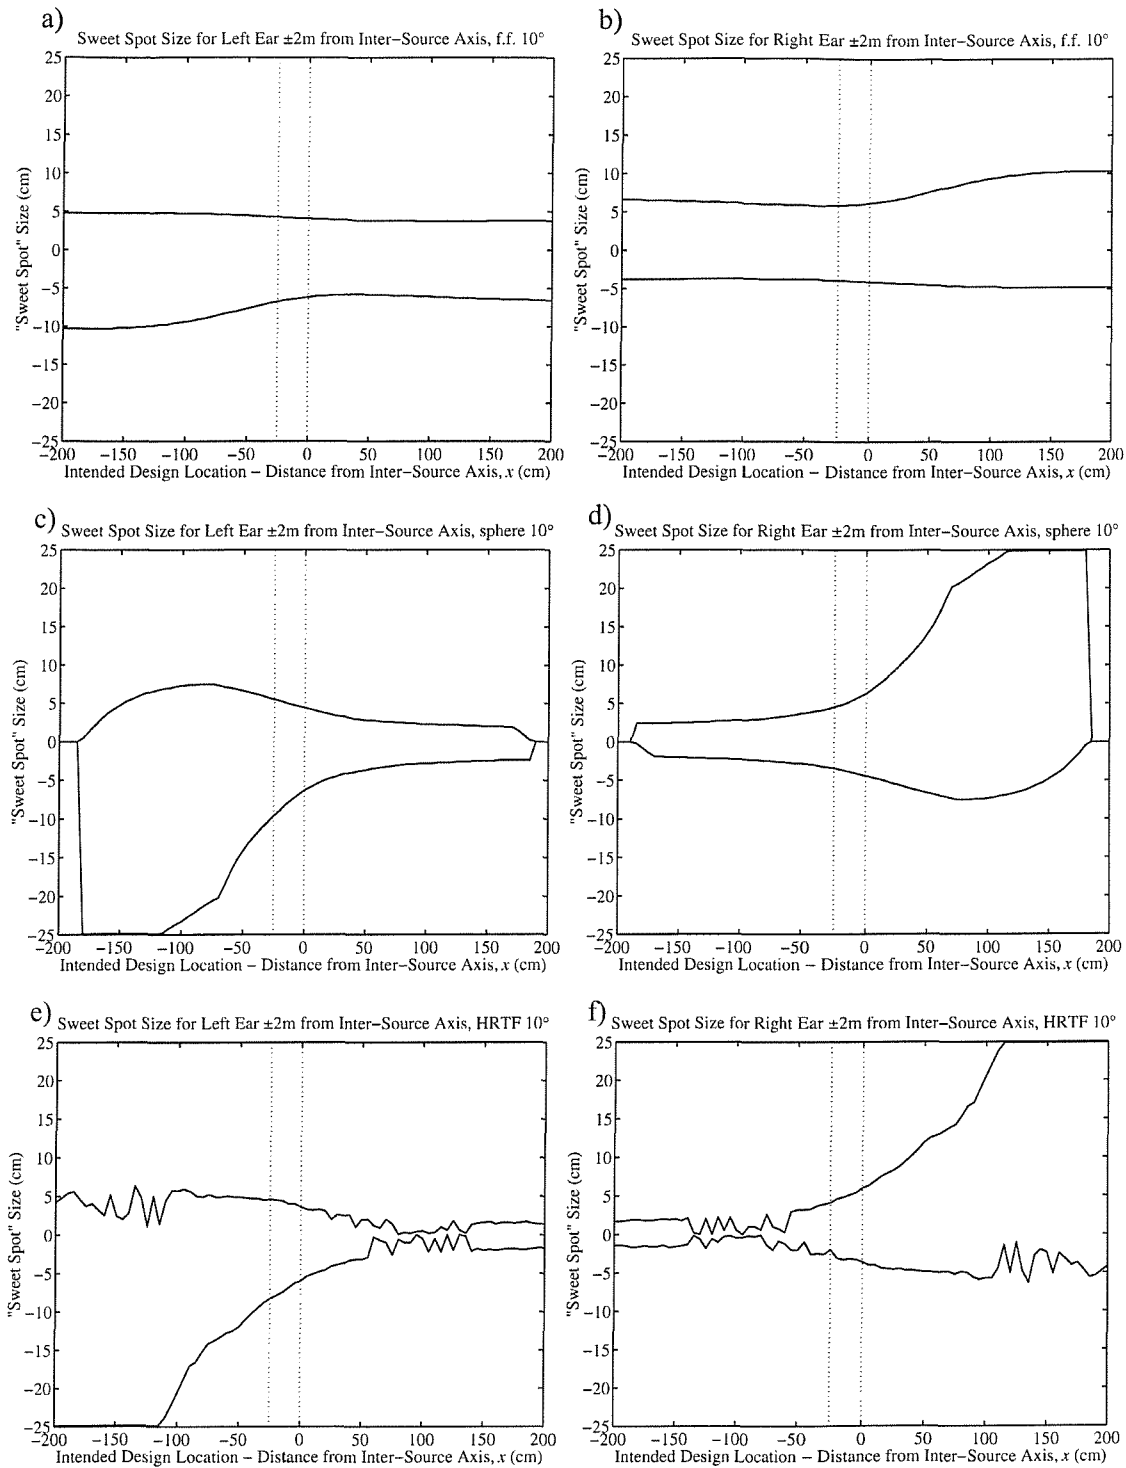 a)
Sweet Spot Size for Left Ear ±2m from Inter−Source Axis, f.f. 10°
25
20
15
10
5
0
−5
−10
−15
−20
−25
"Sweet Spot" Size (cm)
−200 −150 −100 −50 0 50 100 150 200
Intended Design Location − Distance from Inter−Source Axis, x (cm)
b)
Sweet Spot Size for Right Ear ±2m from Inter−Source Axis, f.f. 10°
25
20
15
10
5
0
−5
−10
−15
−20
−25
"Sweet Spot" Size (cm)
−200 −150 −100 −50 0 50 100 150 200
Intended Design Location − Distance from Inter−Source Axis, x (cm)
c)
Sweet Spot Size for Left Ear ±2m from Inter−Source Axis, sphere 10°
25
20
15
10
5
0
−5
−10
−15
−20
−25
"Sweet Spot" Size (cm)
−200 −150 −100 −50 0 50 100 150 200
Intended Design Location − Distance from Inter−Source Axis, x (cm)
d)
Sweet Spot Size for Right Ear ±2m from Inter−Source Axis, sphere 10°
25
20
15
10
5
0
−5
−10
−15
−20
−25
"Sweet Spot" Size (cm)
−200 −150 −100 −50 0 50 100 150 200
Intended Design Location − Distance from Inter−Source Axis, x (cm)
e)
Sweet Spot Size for Left Ear ±2m from Inter−Source Axis, HRTF 10°
25
20
15
10
5
0
−5
−10
−15
−20
−25
"Sweet Spot" Size (cm)
−200 −150 −100 −50 0 50 100 150 200
Intended Design Location − Distance from Inter−Source Axis, x (cm)
f)
Sweet Spot Size for Right Ear ±2m from Inter−Source Axis, HRTF 10°
25
20
15
10
5
0
−5
−10
−15
−20
−25
"Sweet Spot" Size (cm)
−200 −150 −100 −50 0 50 100 150 200
Intended Design Location − Distance from Inter−Source Axis, x (cm)